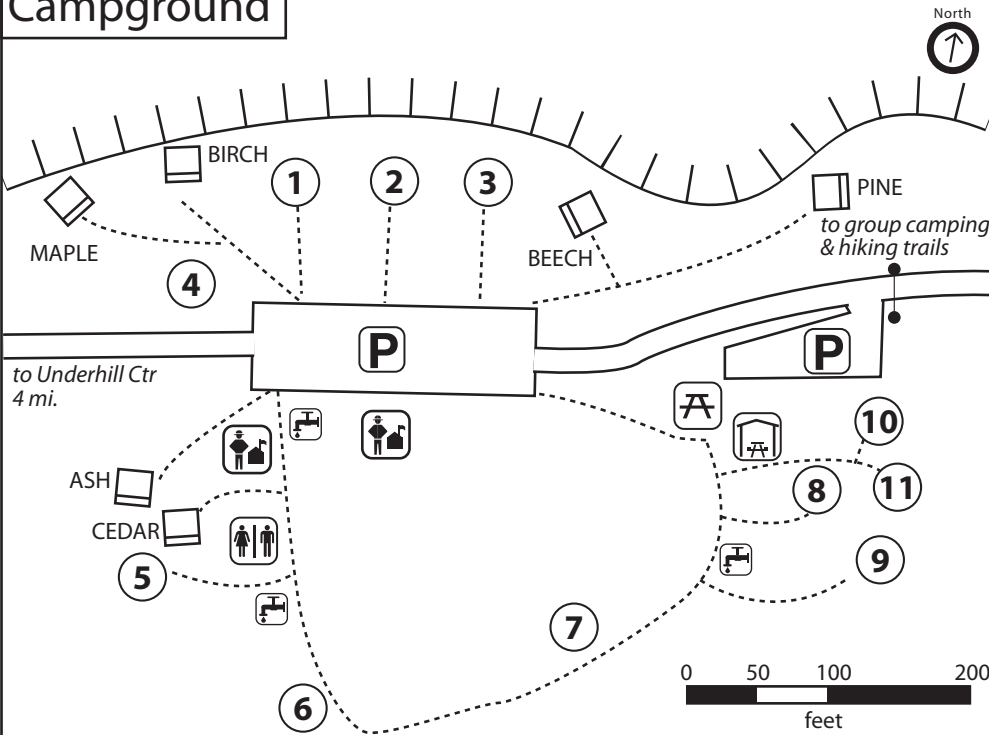 Campground
North
BIRCH
1
2
3
PINE
MAPLE
BEECH
to group camping
& hiking trails
4
P
P
to Underhill Ctr
4 mi.
10
ASH
8
11
CEDAR
5
9
7
6
0 50 100 200
feet